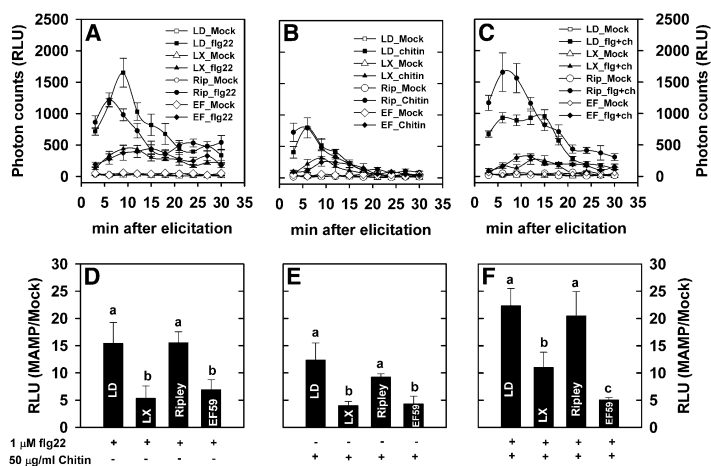 A
B
C
Photon counts (RLU)
2500
2000
1500
1000
500
0
LD_Mock
LD_flg22
LX_Mock
LX_flg22
Rip_Mock
Rip_flg22
EF_Mock
EF_flg22
LD_Mock
LD_chitin
LX_Mock
LX_chitin
Rip_Mock
Rip_Chitin
EF_Mock
EF_Chitin
LD_Mock
LD_flg+ch
LX_Mock
LX_flg+ch
Rip_Mock
Rip_flg+ch
EF_Mock
EF_flg+ch
2500
2000
1500
1000
500
0
Photon counts (RLU)
0 5 10 15 20 25 30 35
0 5 10 15 20 25 30 35
0 5 10 15 20 25 30 35
min after elicitation
min after elicitation
min after elicitation
D
E
F
RLU (MAMP/Mock)
30
25
20
15
10
5
0
a b a b
LD LX Ripley EF59
a b a b
LD LX Ripley EF59
a b a c
LD LX Ripley EF59
30
25
20
15
10
5
0
RLU (MAMP/Mock)
1 μM flg22 + + + + - - - - + + + +
50 μg/ml Chitin - - - - + + + + + + + +